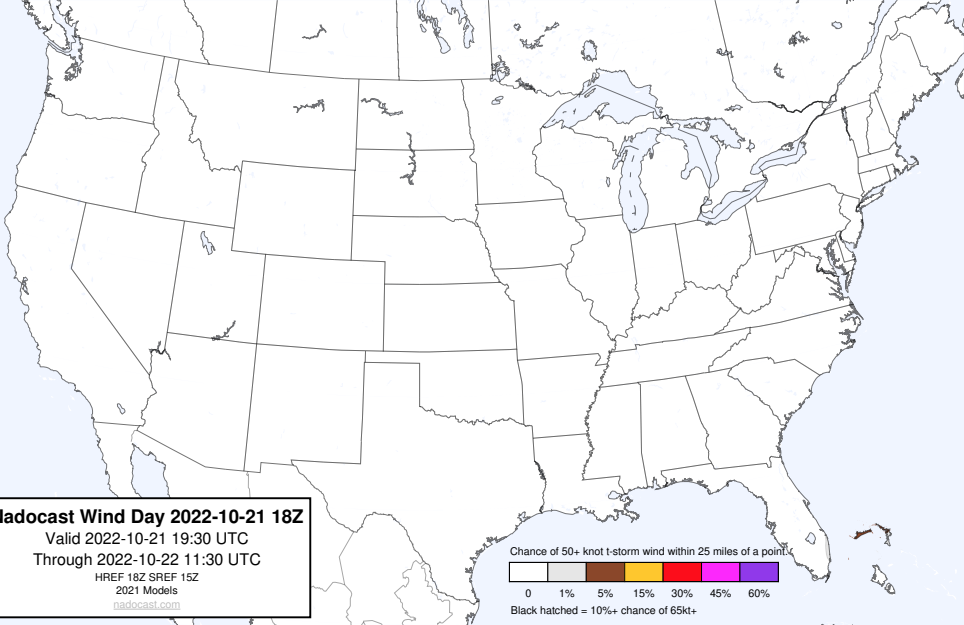 Nadocast Wind Day 2022-10-21 18Z
Valid 2022-10-21 19:30 UTC
Through 2022-10-22 11:30 UTC
HREF 18Z SREF 15Z
2021 Models
nadocast.com
Chance of 50+ knot t-storm wind within 25 miles of a point.
0 1% 5% 15% 30% 45% 60%
Black hatched = 10%+ chance of 65kt+